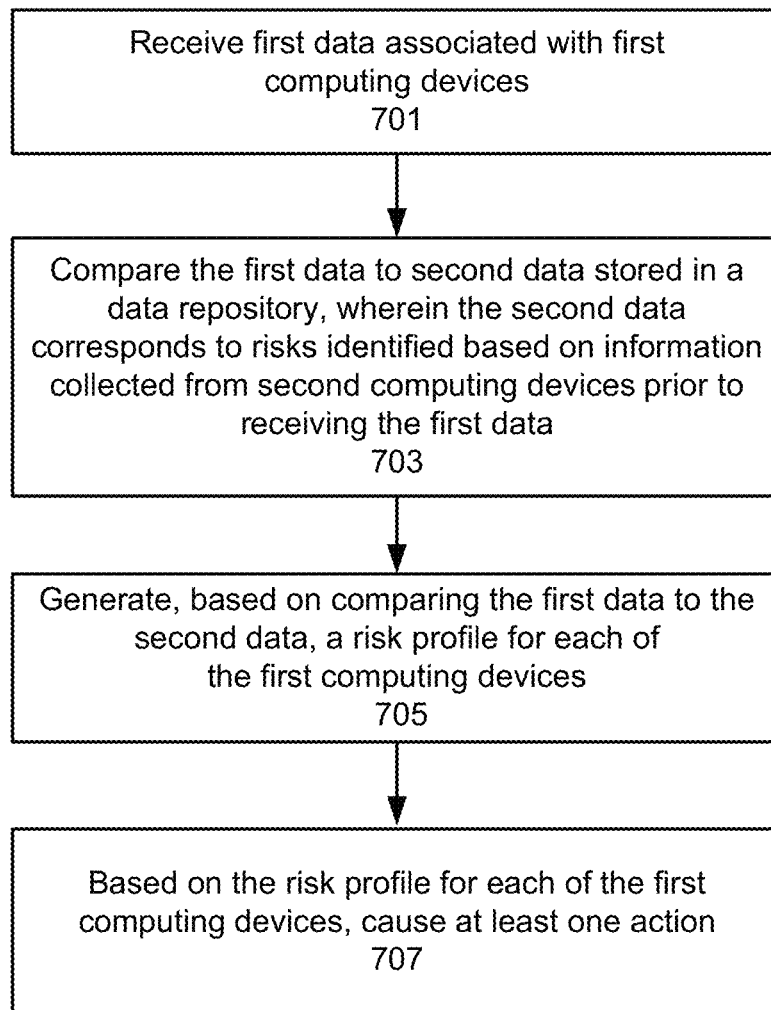 Receive first data associated with first
computing devices
701
Compare the first data to second data stored in a
data repository, wherein the second data
corresponds to risks identified based on information
collected from second computing devices prior to
receiving the first data
703
Generate, based on comparing the first data to the
second data, a risk profile for each of
the first computing devices
705
Based on the risk profile for each of the first
computing devices, cause at least one action
707